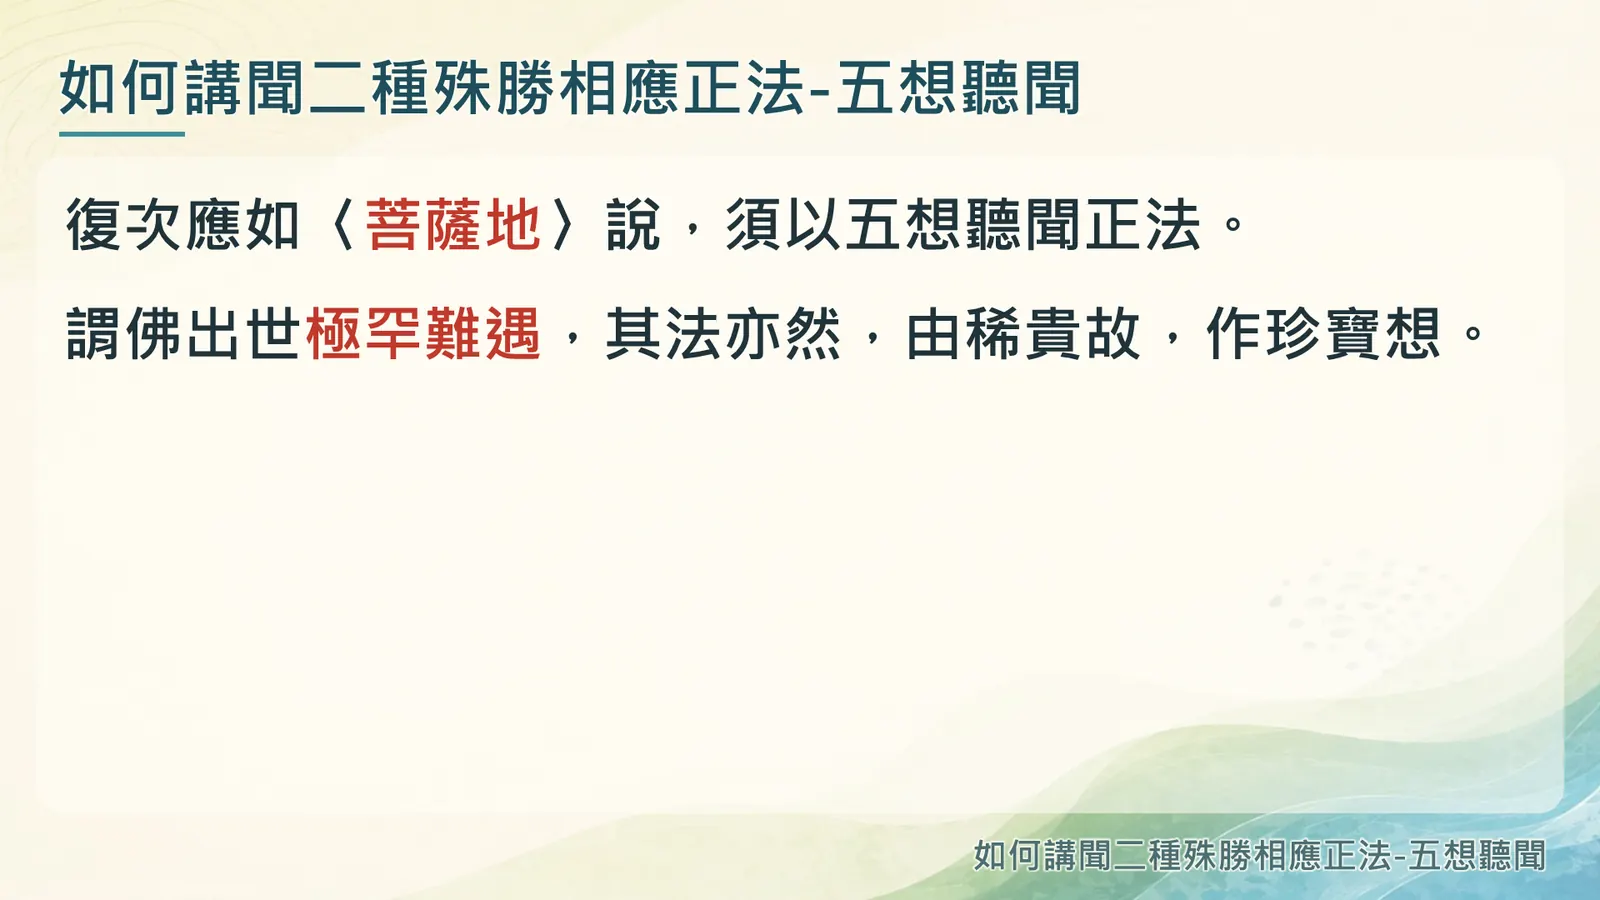 如何講聞二種殊勝相應正法-五想聽聞
復次應如〈菩薩地〉說，須以五想聽聞正法。
謂佛出世極罕難遇，其法亦然，由稀貴故，作珍寶想。
如何講聞二種殊勝相應正法-五想聽聞